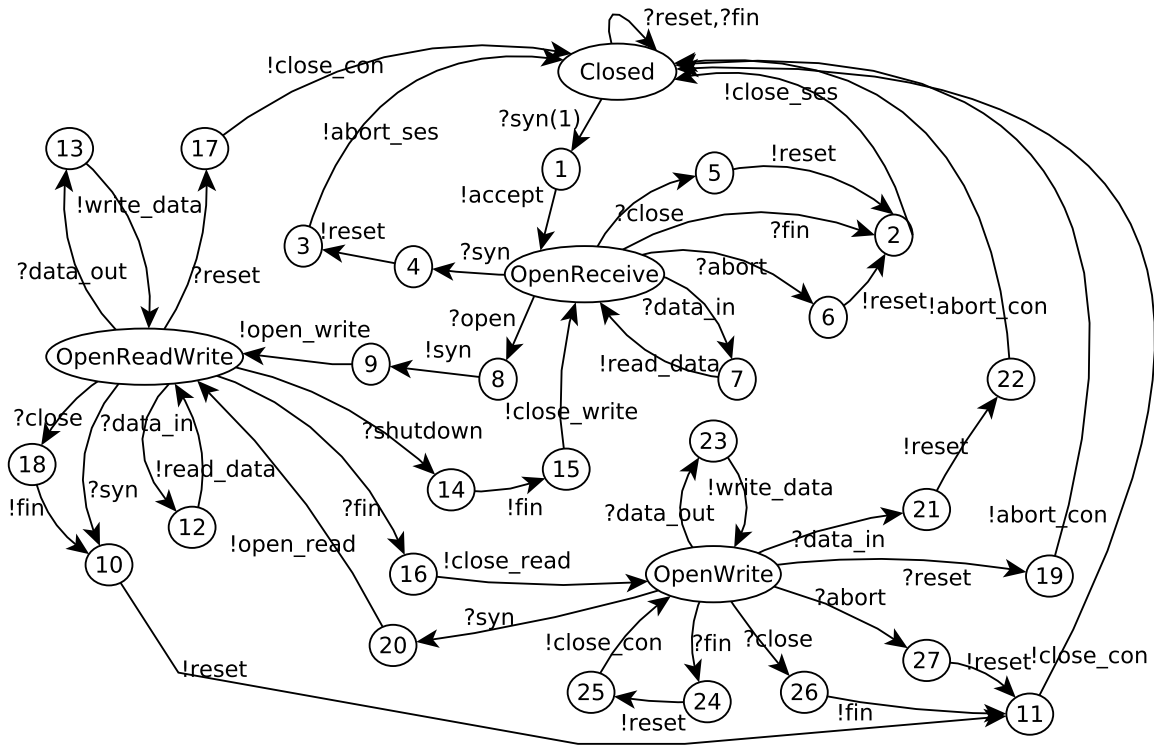 ?reset,?fin
Closed
!close_con
!close_ses
?syn(1)
!abort_ses
13
17
1
5
!reset
!accept
!write_data
?close
?fin
2
3
!reset
?syn
4
OpenReceive
?abort
?data_out
?reset
?data_in
!reset
!abort_con
6
?open
!open_write
!syn
OpenReadWrite
9
8
!read_data
7
22
?close
?data_in
!close_write
?shutdown
23
!reset
18
!read_data
15
14
!write_data
?syn
!fin
?fin
!fin
12
?data_out
21
!abort_con
!open_read
?data_in
10
16
!close_read
OpenWrite
?reset
19
?syn
?abort
20
!close_con
?fin
?close
27
!reset
!close_con
!reset
25
24
26
!fin
11
!reset